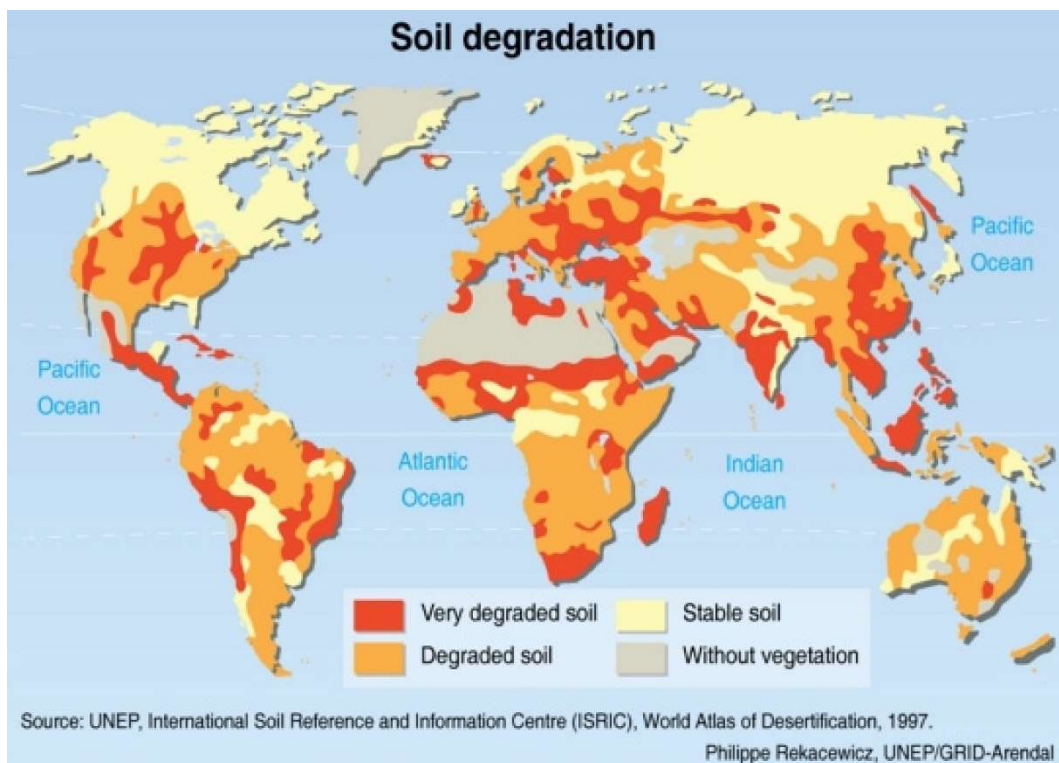 Soil degradation
Pacific
Ocean
Pacific
Ocean
Atlantic
Ocean
Indian
Ocean
Very degraded soil
Stable soil
Degraded soil
Without vegetation
Source: UNEP, International Soil Reference and Information Centre (ISRIC), World Atlas of Desertification, 1997.
Philippe Rekacewicz, UNEP/GRID-Arendal